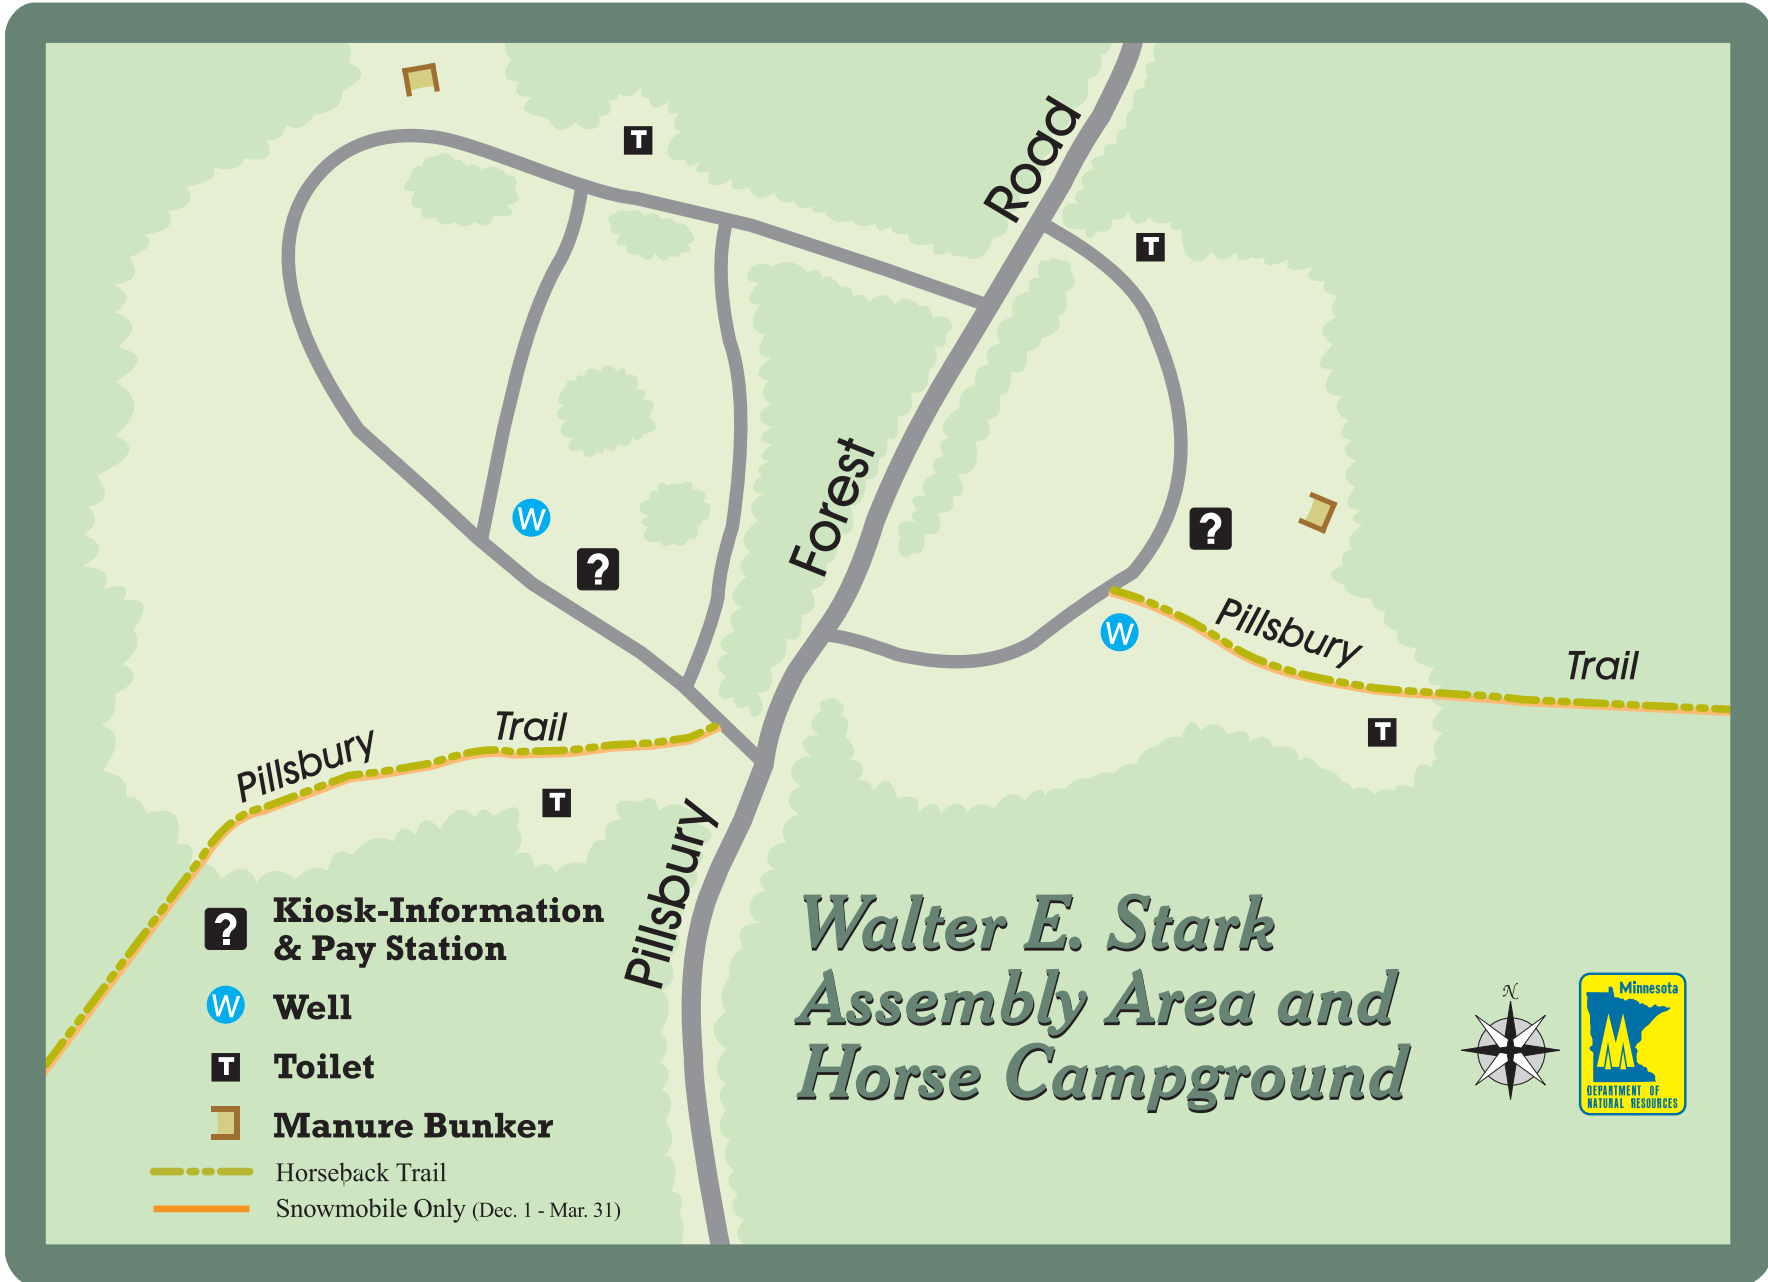 T
Road
T
Forest
W
?
?
Pillsbury
W
Trail
Trail
T
Pillsbury
T
Pillsbury
? Kiosk-Information
& Pay Station
W Well
T Toilet
Manure Bunker
Horseback Trail
Snowmobile Only (Dec. 1 - Mar. 31)
Walter E. Stark
Assembly Area and
Horse Campground
N
Minnesota
DEPARTMENT OF
NATURAL RESOURCES